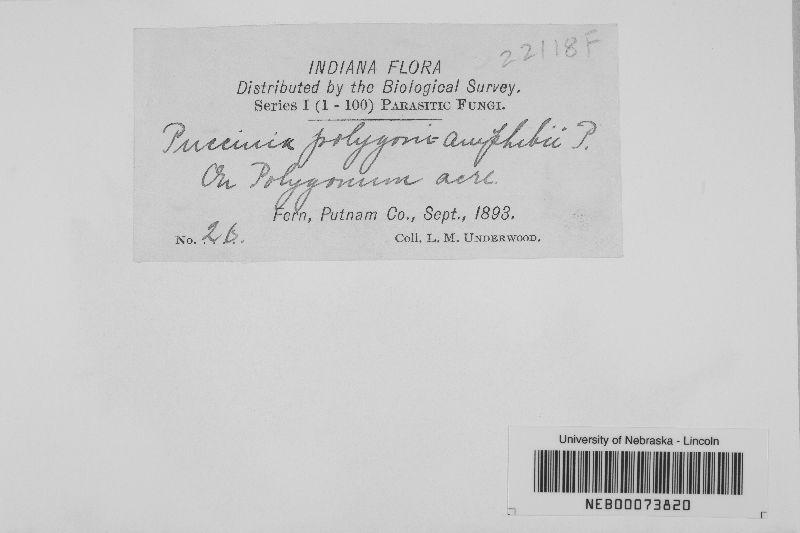 22118F
INDIANA FLORA
Distributed by the Biological Survey.
Series I (1 - 100) PARASITIC FUNGI.
Puccinia polygoni-amphibii P.
On Polygonum acre.
Fern, Putnam Co., Sept., 1893.
No. 26. Coll. L. M. UNDERWOOD.
University of Nebraska - Lincoln
NEB00073820